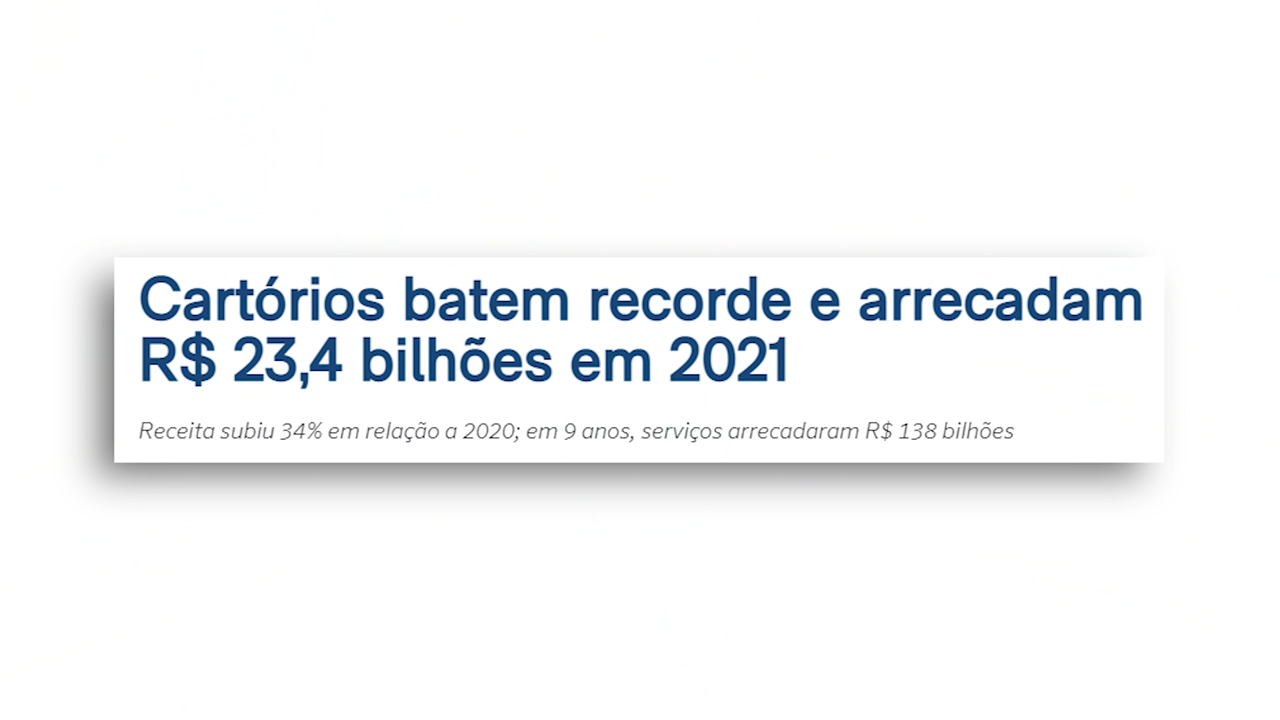 Cartórios batem recorde e arrecadam
R$ 23,4 bilhões em 2021
Receita subiu 34% em relação a 2020; em 9 anos, serviços arrecadaram R$ 138 bilhões